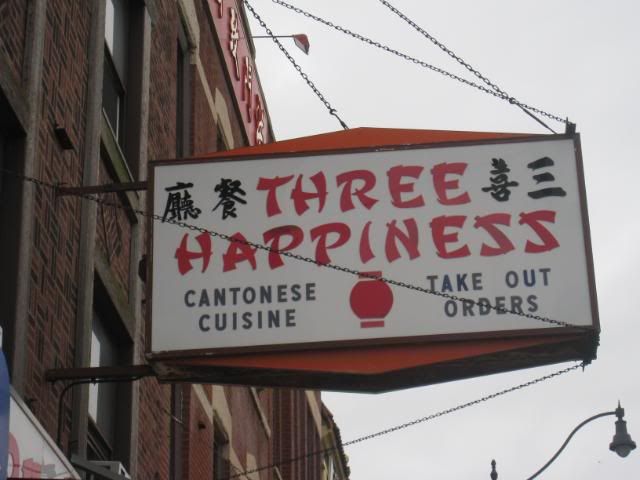 廳餐 THREE 喜三
HAPPINESS
CANTONESE
CUISINE
TAKE OUT
ORDERS